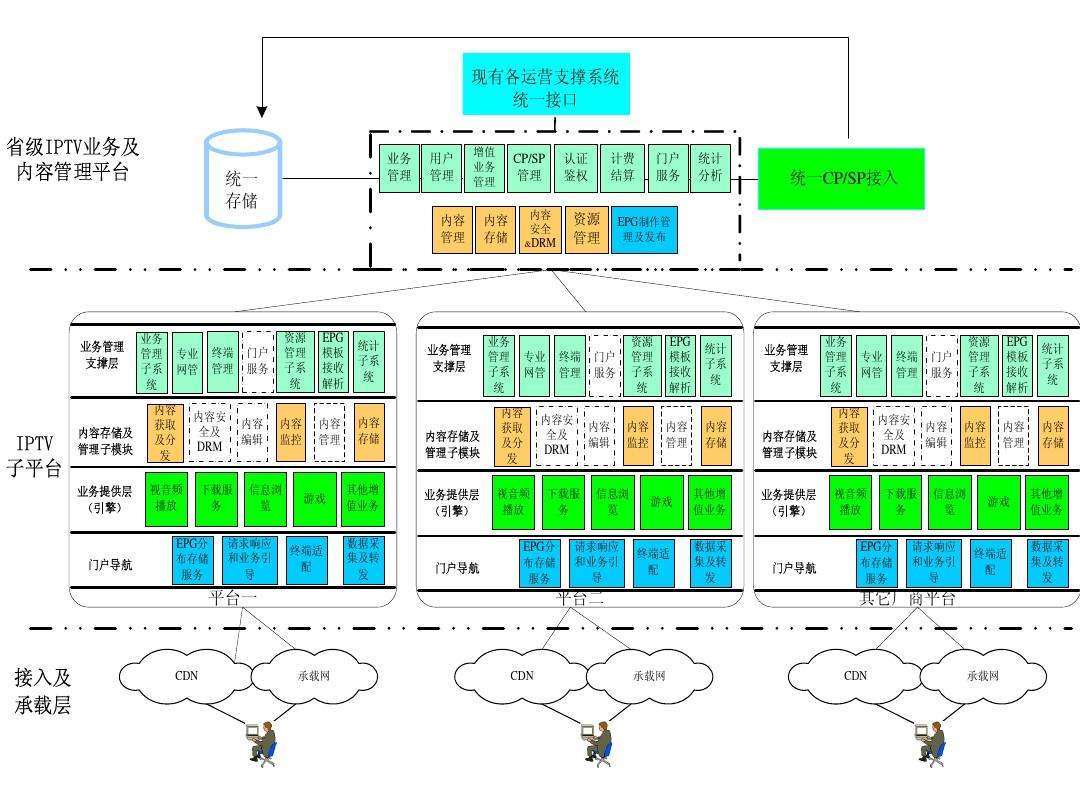 现有各运营支撑系统
统一接口
省级IPTV业务及
内容管理平台
统一
存储
业务
管理
用户
管理
增值
业务
管理
CP/SP
管理
认证
鉴权
计费
结算
门户
服务
统计
分析
统一CP/SP接入
内容
管理
内容
存储
内容
安全
&DRM
资源
管理
EPG制作管
理及发布
IPTV
子平台
业务管理
支撑层
业务
管理
子系
统
专业
网管
终端
管理
门户
服务
资源
管理
子系
统
EPG
模板
接收
解析
统计
子系
统
内容存储及
管理子模块
内容
获取
及分
发
内容安
全及
DRM
内容
编辑
内容
监控
内容
管理
内容
存储
业务提供层
（引擎）
视音频
播放
下载服
务
信息浏
览
游戏
其他增
值业务
门户导航
EPG分
布存储
服务
请求响应
和业务引
导
终端适
配
数据采
集及转
发
平台一
业务管理
支撑层
业务
管理
子系
统
专业
网管
终端
管理
门户
服务
资源
管理
子系
统
EPG
模板
接收
解析
统计
子系
统
内容存储及
管理子模块
内容
获取
及分
发
内容安
全及
DRM
内容
编辑
内容
监控
内容
管理
内容
存储
业务提供层
（引擎）
视音频
播放
下载服
务
信息浏
览
游戏
其他增
值业务
门户导航
EPG分
布存储
服务
请求响应
和业务引
导
终端适
配
数据采
集及转
发
平台二
业务管理
支撑层
业务
管理
子系
统
专业
网管
终端
管理
门户
服务
资源
管理
子系
统
EPG
模板
接收
解析
统计
子系
统
内容存储及
管理子模块
内容
获取
及分
发
内容安
全及
DRM
内容
编辑
内容
监控
内容
管理
内容
存储
业务提供层
（引擎）
视音频
播放
下载服
务
信息浏
览
游戏
其他增
值业务
门户导航
EPG分
布存储
服务
请求响应
和业务引
导
终端适
配
数据采
集及转
发
其它厂商平台
接入及
承载层
CDN
承载网
CDN
承载网
CDN
承载网